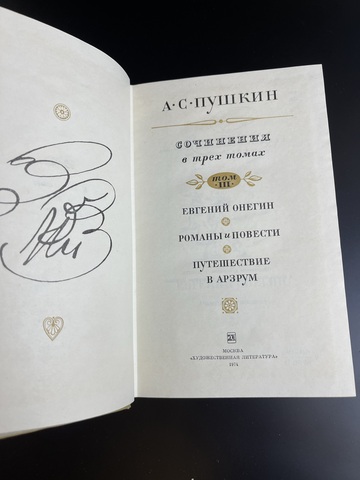 А·С·ПУШКИН
СОЧИНЕНИЯ
в трех томах
ТОМ
·III·
ЕВГЕНИЙ ОНЕГИН
РОМАНЫ и ПОВЕСТИ
ПУТЕШЕСТВИЕ
В АРЗРУМ
МОСКВА
«ХУДОЖЕСТВЕННАЯ ЛИТЕРАТУРА»
1974